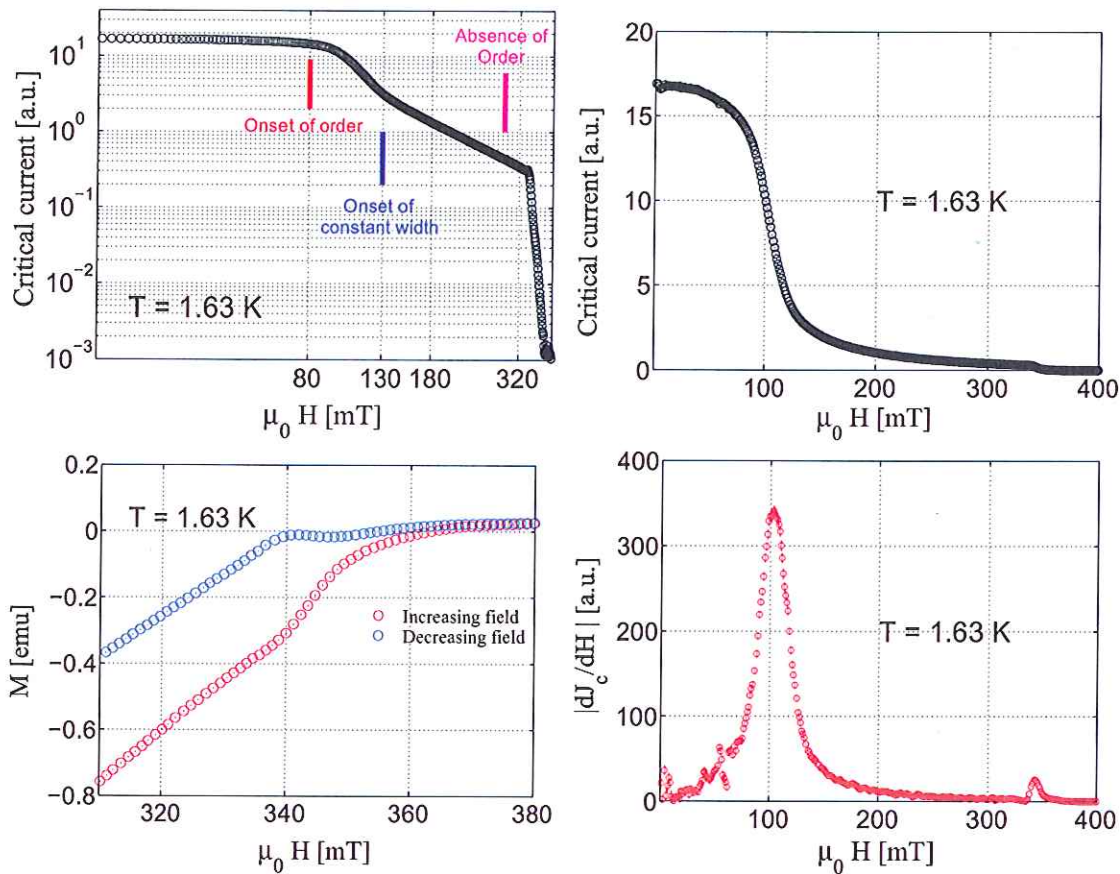 Critical current [a.u.]
10^1
10^0
10^-1
10^-2
10^-3
Absence of
Order
Onset of order
Onset of
constant width
T = 1.63 K
80
130
180
320
μ₀ H [mT]
Critical current [a.u.]
20
15
10
5
0
T = 1.63 K
100
200
300
400
μ₀ H [mT]
M [emu]
0.2
0
−0.2
−0.4
−0.6
−0.8
T = 1.63 K
Increasing field
Decreasing field
320
340
360
380
μ₀ H [mT]
|dJ_c/dH | [a.u.]
400
300
200
100
0
T = 1.63 K
100
200
300
400
μ₀ H [mT]